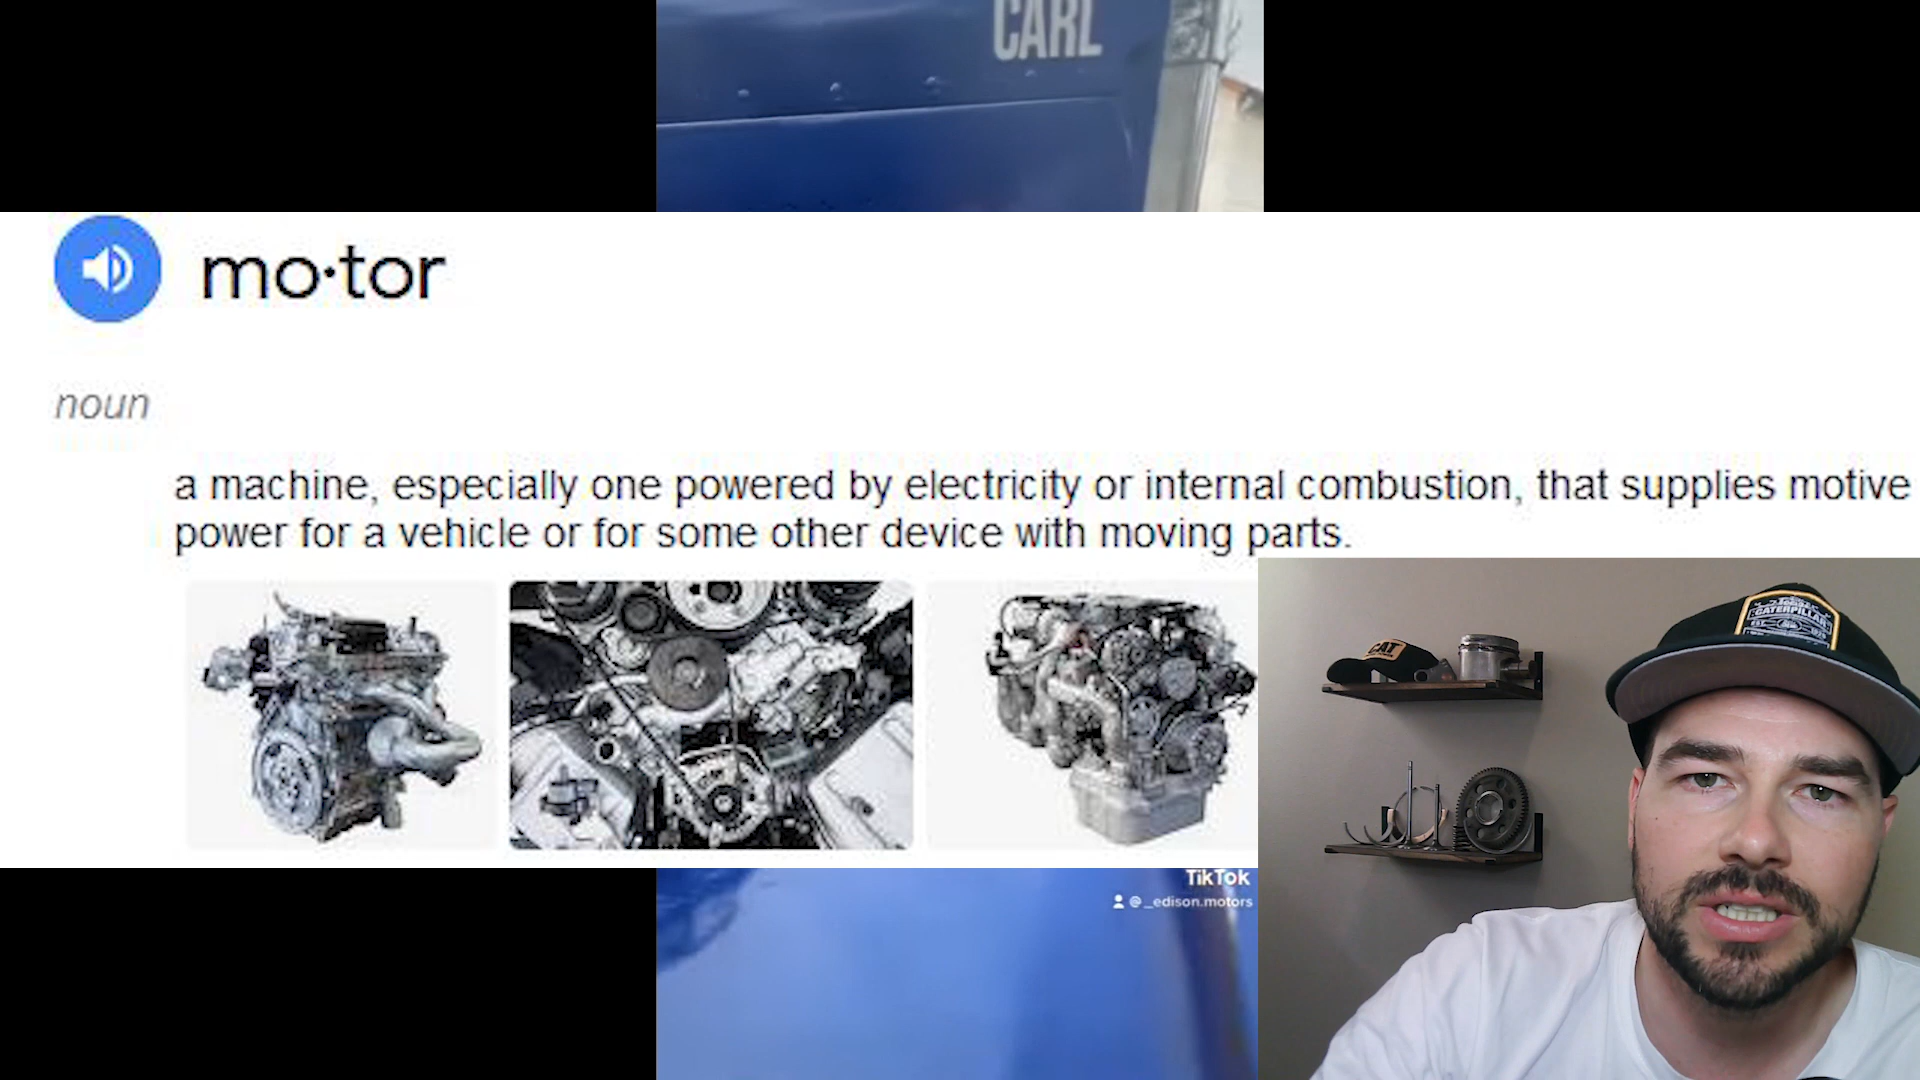 CARL
mo·tor
noun
a machine, especially one powered by electricity or internal combustion, that supplies motive
power for a vehicle or for some other device with moving parts.
CATERPILLAR
CAT
TikTok
@_edison.motors